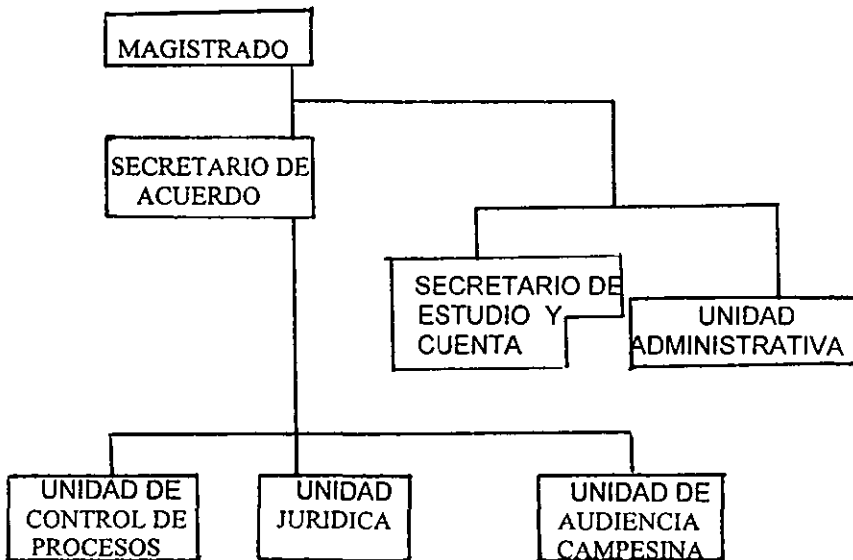 MAGISTRADO
SECRETARIO DE
ACUERDO
SECRETARIO DE
ESTUDIO Y
CUENTA
UNIDAD
ADMINISTRATIVA
UNIDAD DE
CONTROL DE
PROCESOS
UNIDAD
JURIDICA
UNIDAD DE
AUDIENCIA
CAMPESINA